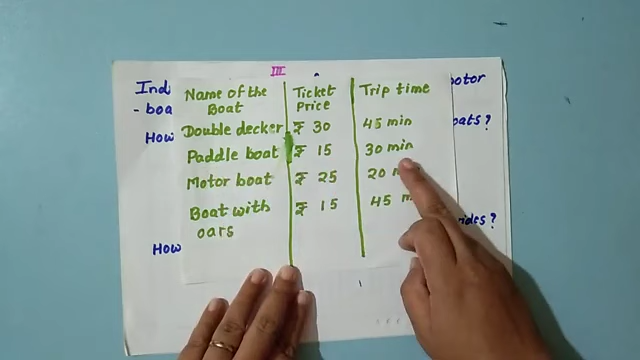 III
Ind
- boa
How
How
otor
oats?
rides?
Name of the Boat | Ticket Price | Trip time
Double decker | ₹ 30 | 45 min
Paddle boat | ₹ 15 | 30 min
Motor boat | ₹ 25 | 20 m
Boat with oars | ₹ 15 | 45 m